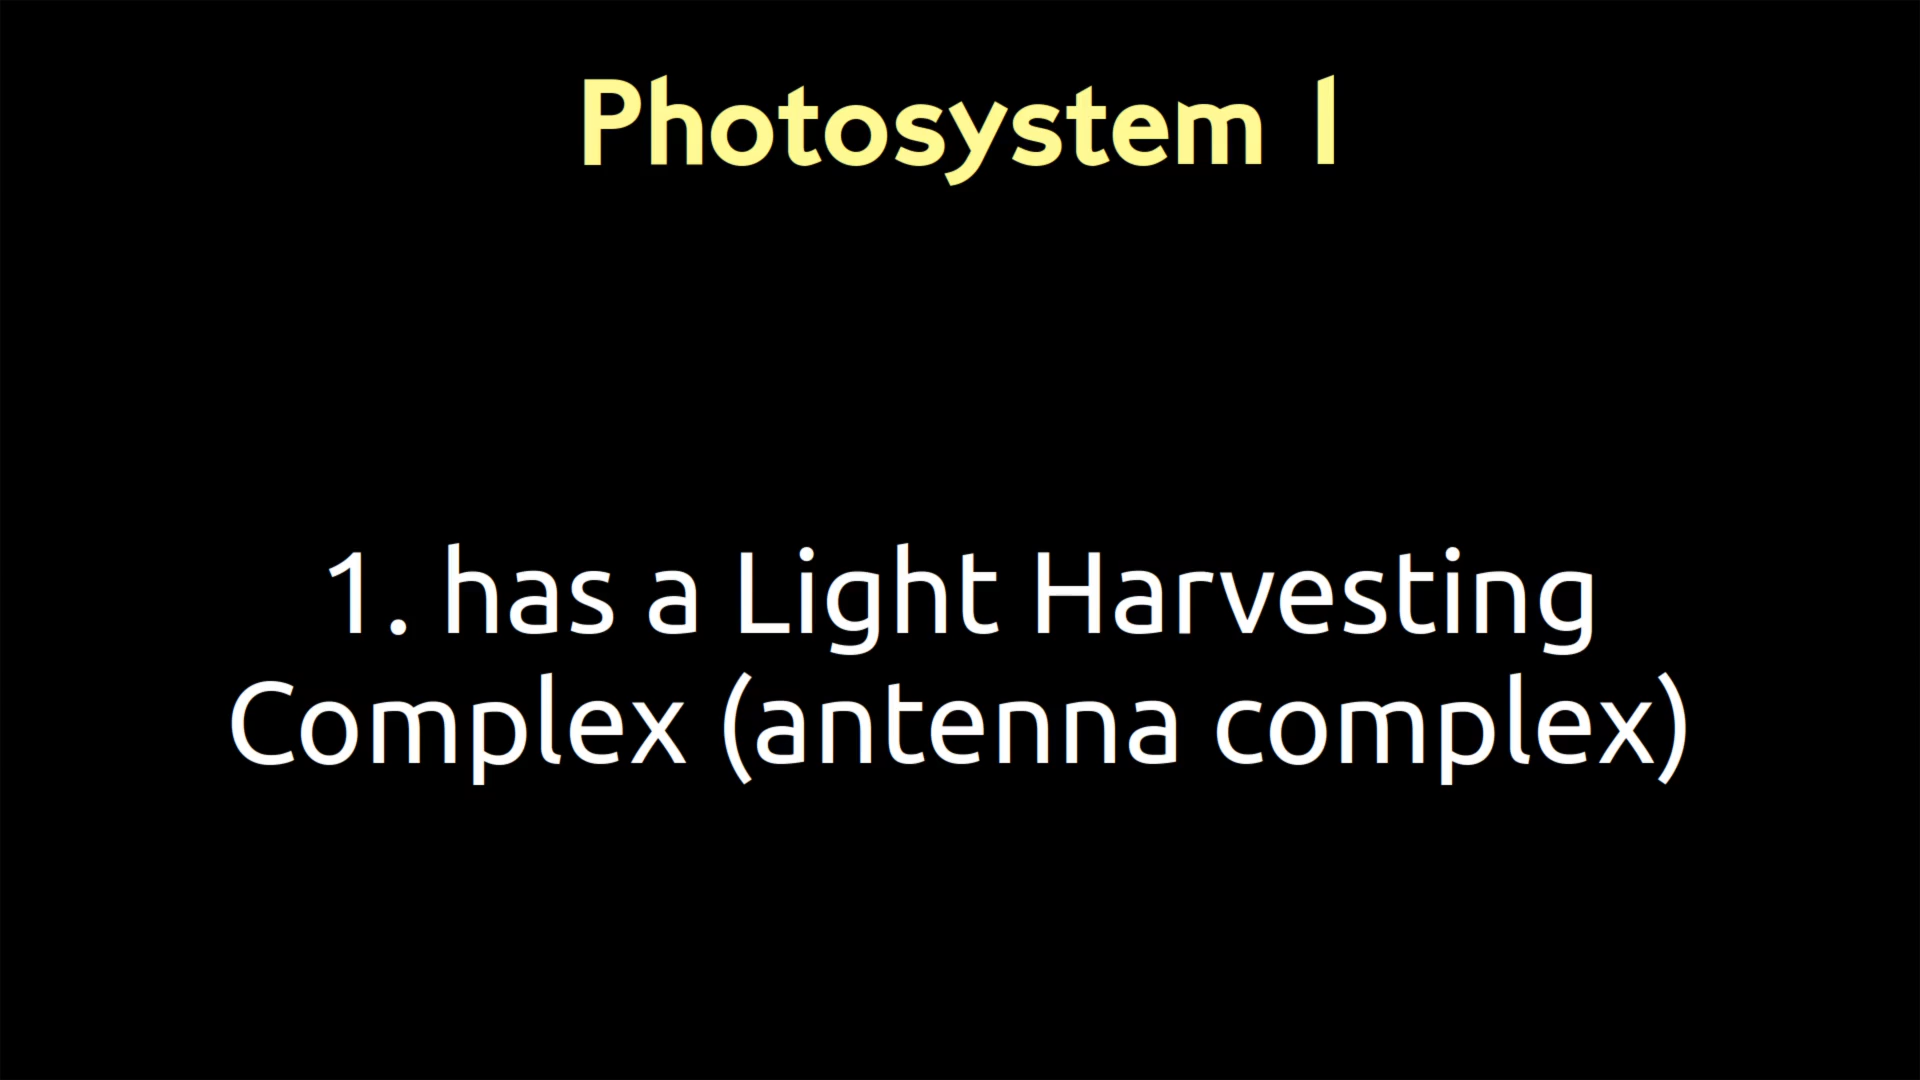 Photosystem I
1. has a Light Harvesting
Complex (antenna complex)